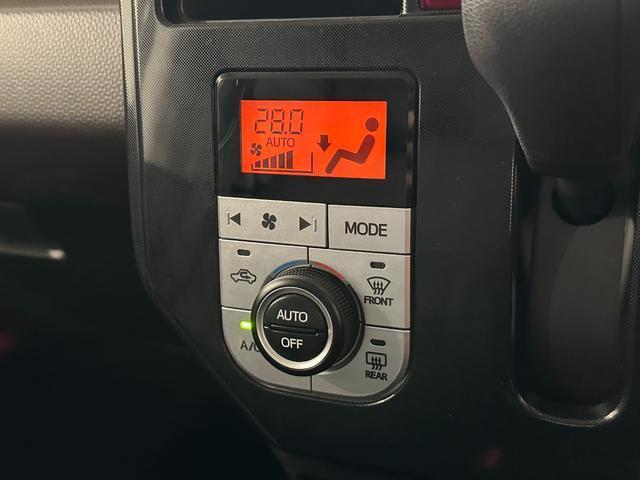 28.0
AUTO
MODE
FRONT
AUTO
OFF
A/C
REAR